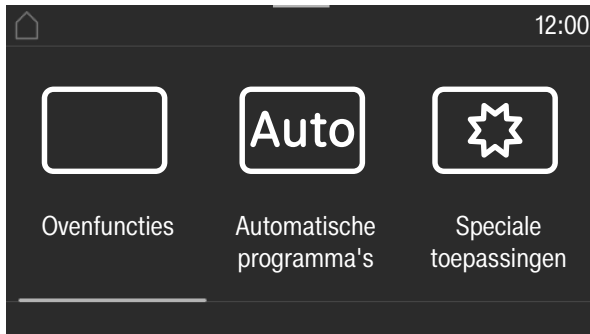 12:00
Auto
Ovenfuncties
Automatische
programma's
Speciale
toepassingen